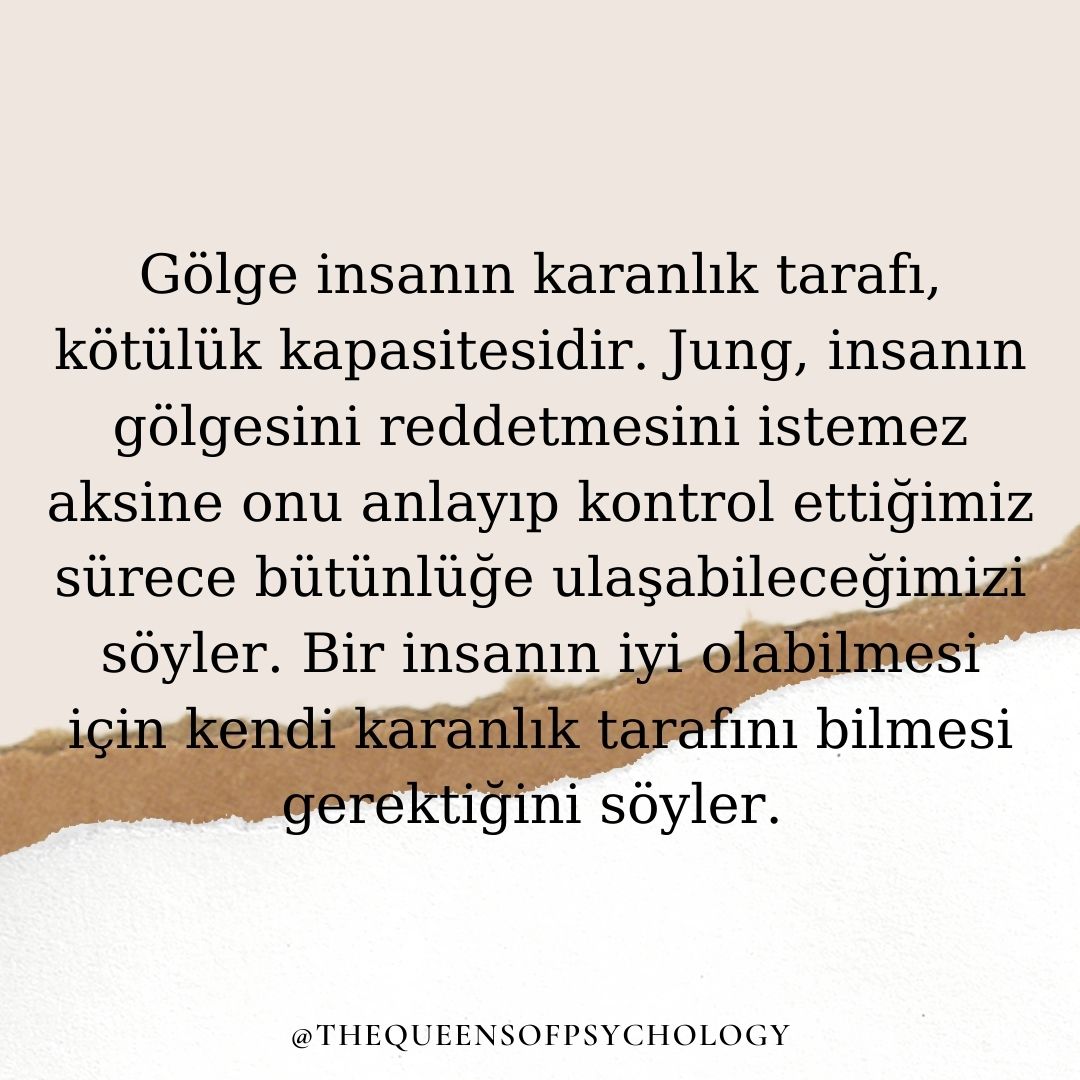 Gölge insanın karanlık tarafı,
kötülük kapasitesidir. Jung, insanın
gölgesini reddetmesini istemez
aksine onu anlayıp kontrol ettiğimiz
sürece bütünlüğe ulaşabileceğimizi
söyler. Bir insanın iyi olabilmesi
için kendi karanlık tarafını bilmesi
gerektiğini söyler.
@THEQUEENSOFPSYCHOLOGY